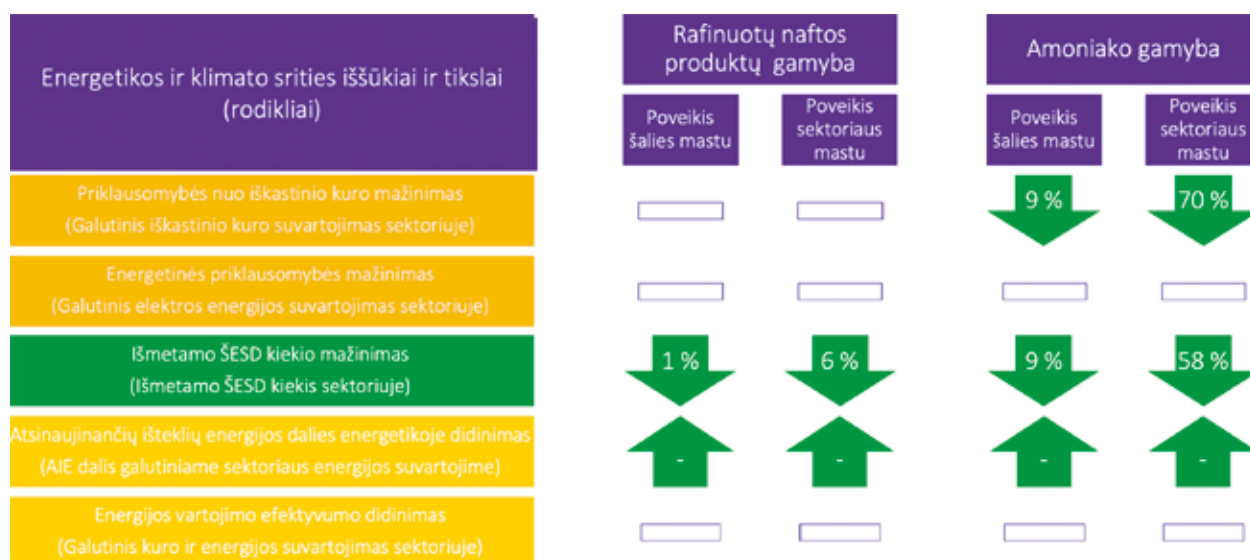 Energetikos ir klimato srities iššūkiai ir tikslai
(rodikliai)
Rafinuotų naftos
produktų gamyba
Amoniako gamyba
Poveikis
šalies mastu
Poveikis
sektoriaus
mastu
Poveikis
šalies mastu
Poveikis
sektoriaus
mastu
Priklausomybės nuo iškastinio kuro mažinimas
(Galutinis iškastinio kuro suvartojimas sektoriuje)
9 %
70 %
Energetinės priklausomybės mažinimas
(Galutinis elektros energijos suvartojimas sektoriuje)
Išmetamo ŠESD kiekio mažinimas
(Išmetamo ŠESD kiekis sektoriuje)
1 %
6 %
9 %
58 %
Atsinaujinančių išteklių energijos dalies energetikoje didinimas
(AIE dalis galutiniame sektoriaus energijos suvartojime)
-
-
-
-
Energijos vartojimo efektyvumo didinimas
(Galutinis kuro ir energijos suvartojimas sektoriuje)